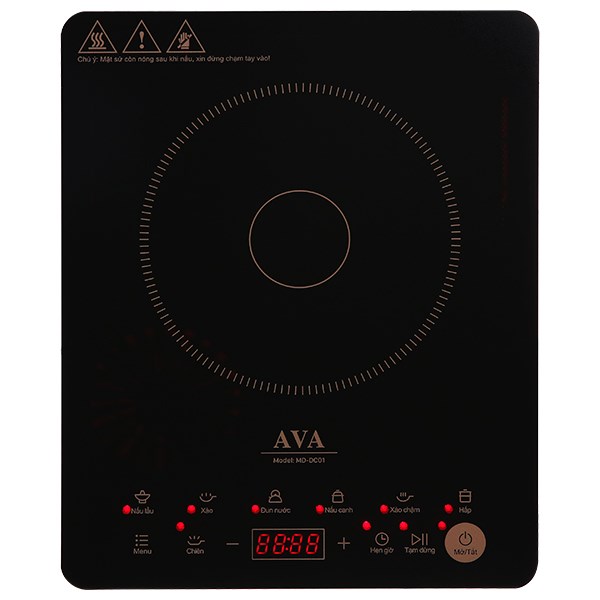 Chú ý: Mặt sứ còn nóng sau khi nấu, xin đừng chạm tay vào!
AVA
Model: MO-DC01
Nấu lẩu Xào Đun nước Nấu canh Xào chậm Hấp
Menu Chiên − 88:88 + Hẹn giờ Tạm dừng Mở/Tắt